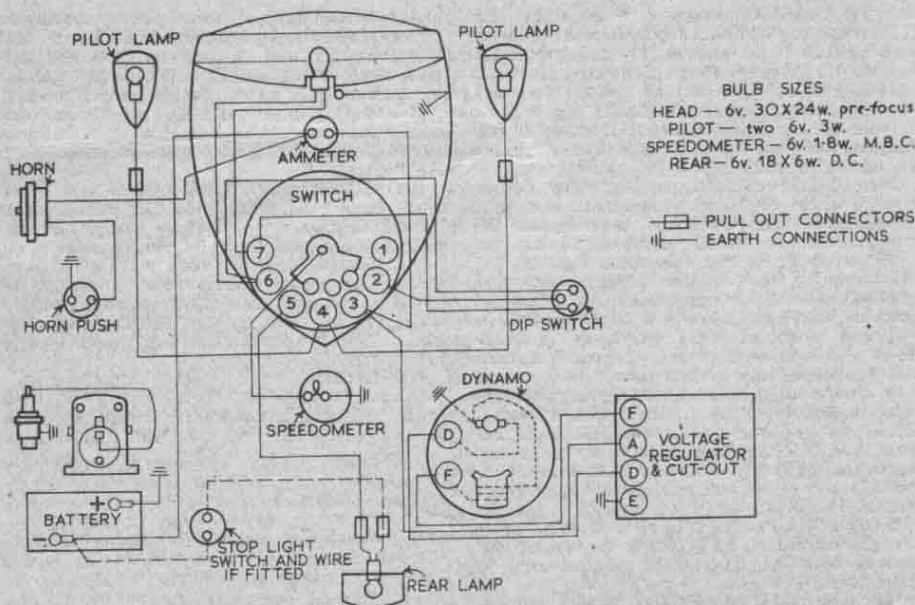 PILOT LAMP
PILOT LAMP
BULB SIZES
HEAD — 6v. 30 X 24w. pre-focus
PILOT — two 6v. 3w.
SPEEDOMETER — 6v. 1·8w. M.B.C.
REAR — 6v. 18 X 6w. D.C.
AMMETER
HORN
SWITCH
PULL OUT CONNECTORS
EARTH CONNECTIONS
7
1
6
2
5
4
3
HORN PUSH
DIP SWITCH
DYNAMO
SPEEDOMETER
D
F
F
A
D
E
VOLTAGE
REGULATOR
& CUT-OUT
+
BATTERY
-
STOP LIGHT
SWITCH AND WIRE
IF FITTED
REAR LAMP